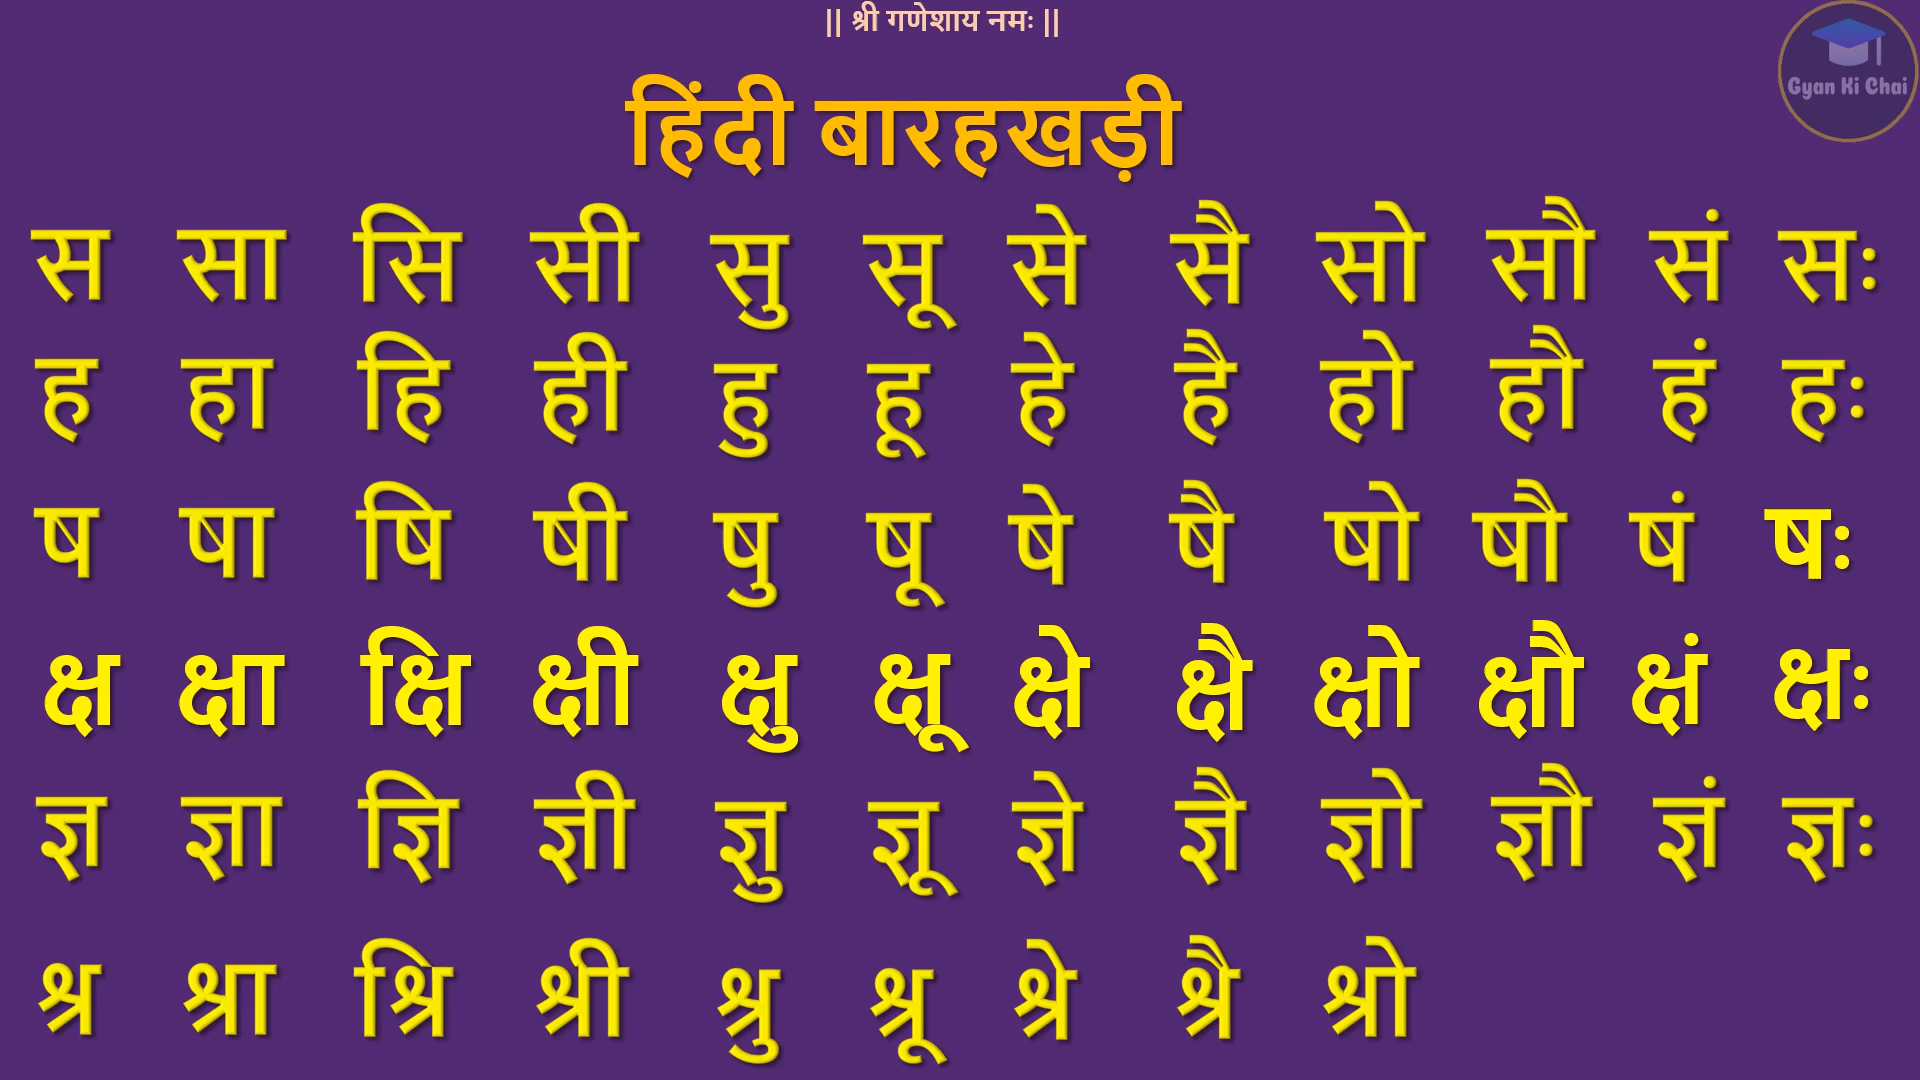 || श्री गणेशाय नमः ||
Gyan Ki Chai
हिंदी बारहखड़ी
स सा सि सी सु सू से सै सो सौ सं सः
ह हा हि ही हु हू हे है हो हौ हं हः
ष षा षि षी षु षू षे षै षो षौ षं षः
क्ष क्षा क्षि क्षी क्षु क्षू क्षे क्षै क्षो क्षौ क्षं क्षः
ज्ञ ज्ञा ज्ञि ज्ञी ज्ञु ज्ञू ज्ञे ज्ञै ज्ञो ज्ञौ ज्ञं ज्ञः
श्र श्रा श्रि श्री श्रु श्रू श्रे श्रै श्रो